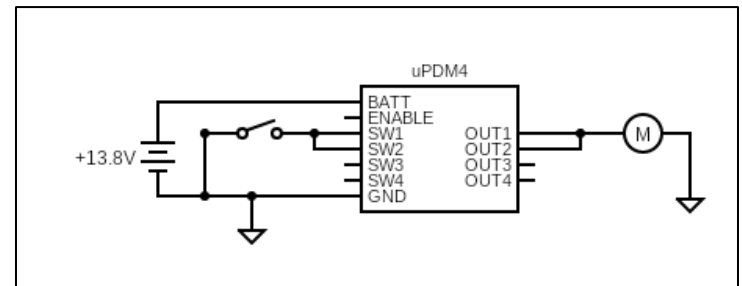 uPDM4
BATT
ENABLE
SW1
OUT1
SW2
OUT2
SW3
OUT3
SW4
OUT4
GND
+13.8V
M